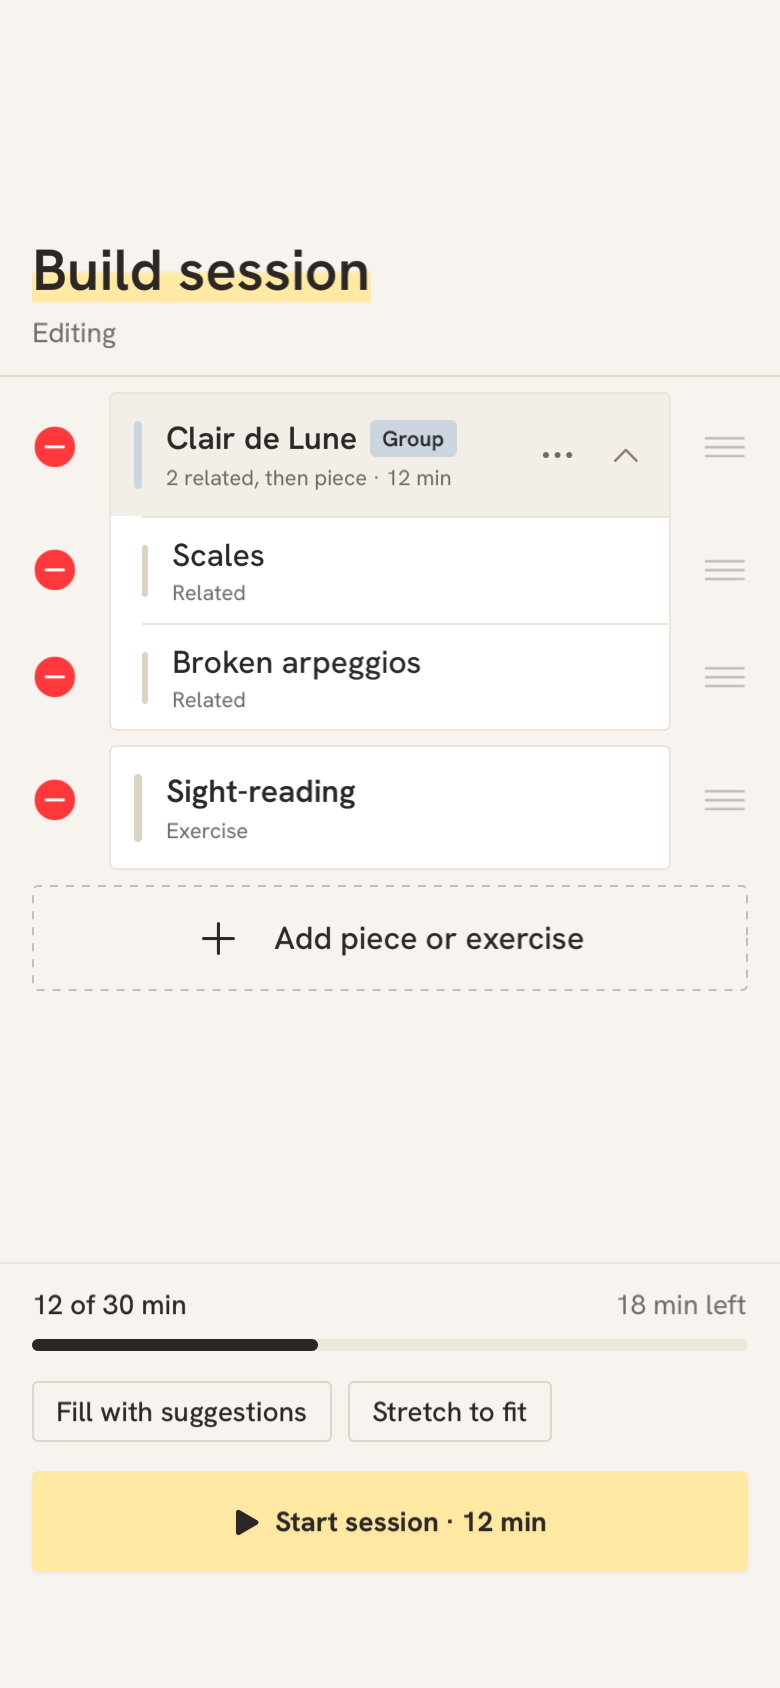 Build session
Editing
Clair de Lune Group
2 related, then piece · 12 min
Scales
Related
Broken arpeggios
Related
Sight-reading
Exercise
Add piece or exercise
12 of 30 min 18 min left
Fill with suggestions Stretch to fit
Start session · 12 min